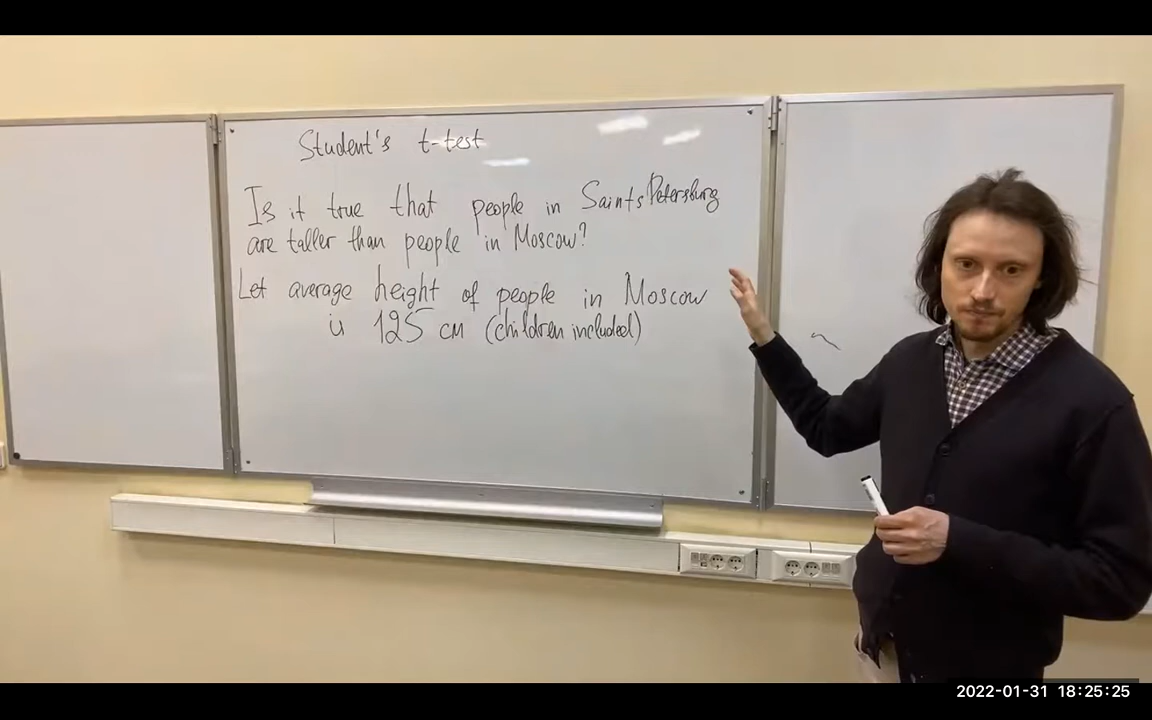 Student's t-test
Is it true that people in Saints Petersburg
are taller than people in Moscow?
Let average height of people in Moscow
is 125 cm (children included)
2022-01-31 18:25:25